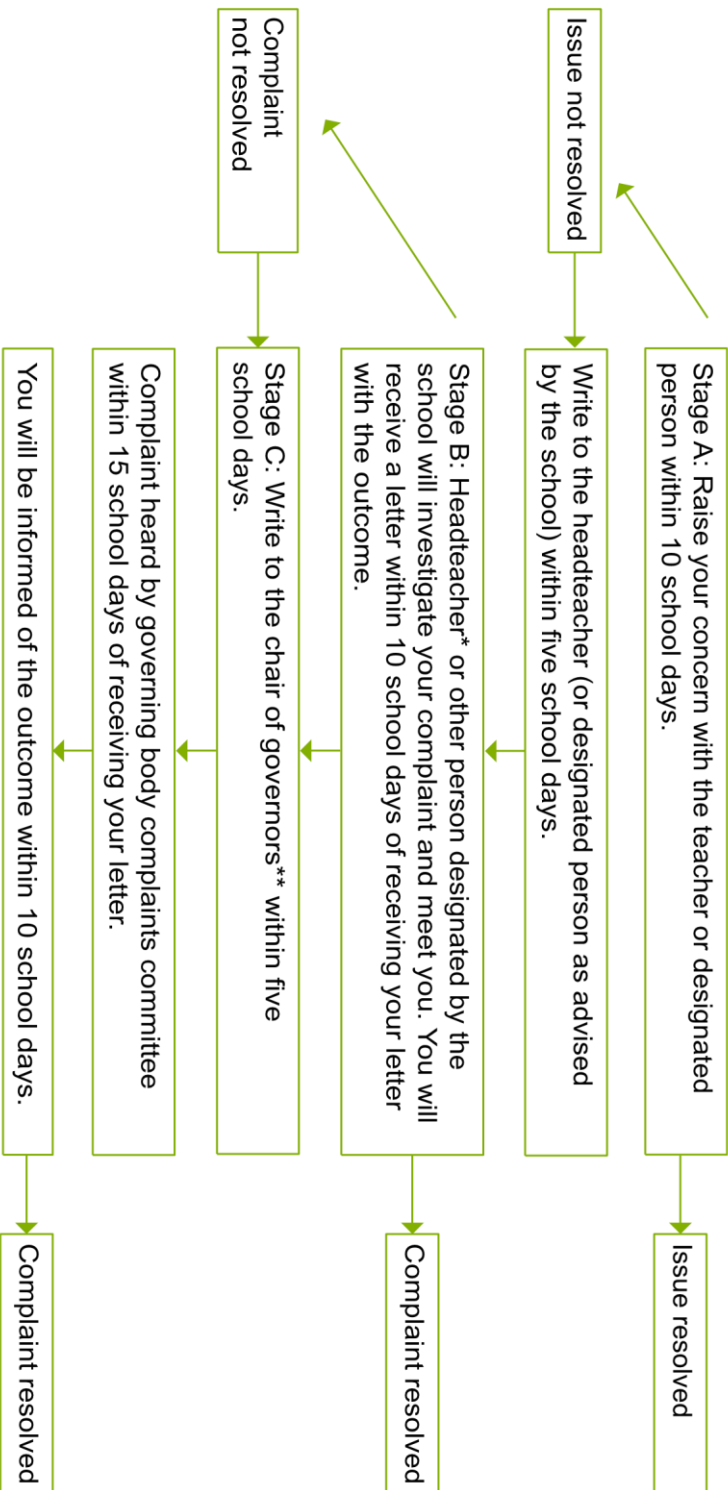 Stage A: Raise your concern with the teacher or designated
person within 10 school days.
Issue resolved
Issue not resolved
Write to the headteacher (or designated person as advised
by the school) within five school days.
Stage B: Headteacher* or other person designated by the
school will investigate your complaint and meet you. You will
receive a letter within 10 school days of receiving your letter
with the outcome.
Complaint resolved
Complaint
not resolved
Stage C: Write to the chair of governors** within five
school days.
Complaint heard by governing body complaints committee
within 15 school days of receiving your letter.
You will be informed of the outcome within 10 school days.
Complaint resolved